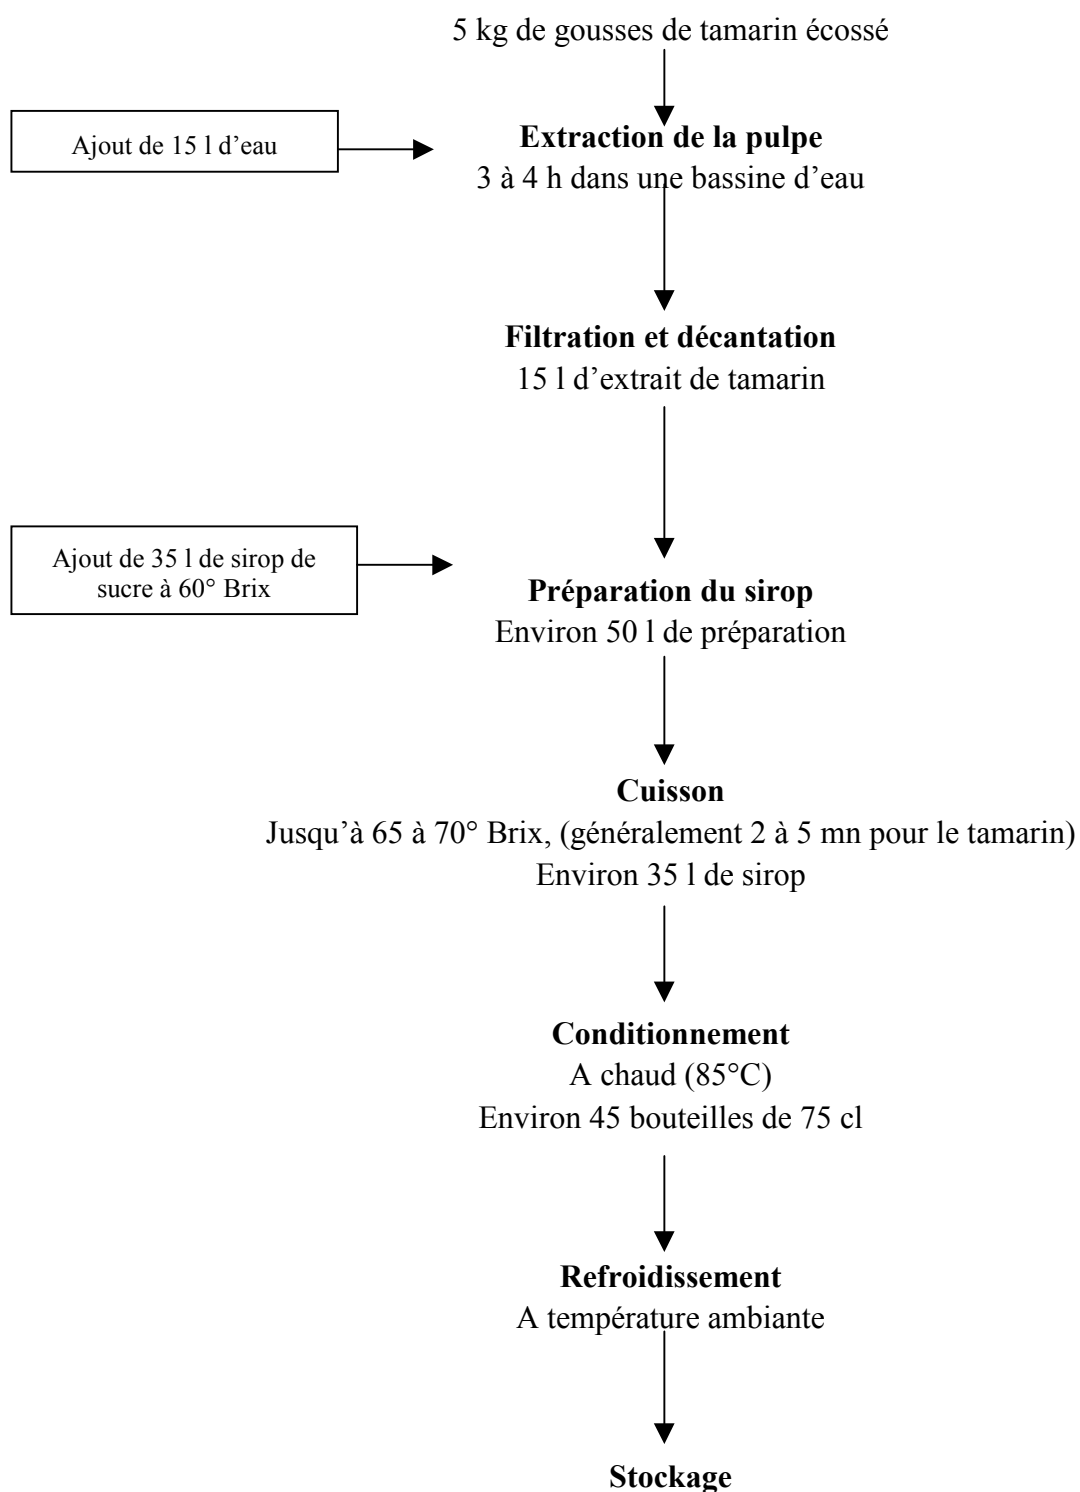 5 kg de gousses de tamarin écossé
Ajout de 15 l d’eau
Extraction de la pulpe
3 à 4 h dans une bassine d’eau
Filtration et décantation
15 l d’extrait de tamarin
Ajout de 35 l de sirop de
sucre à 60° Brix
Préparation du sirop
Environ 50 l de préparation
Cuisson
Jusqu’à 65 à 70° Brix, (généralement 2 à 5 mn pour le tamarin)
Environ 35 l de sirop
Conditionnement
A chaud (85°C)
Environ 45 bouteilles de 75 cl
Refroidissement
A température ambiante
Stockage